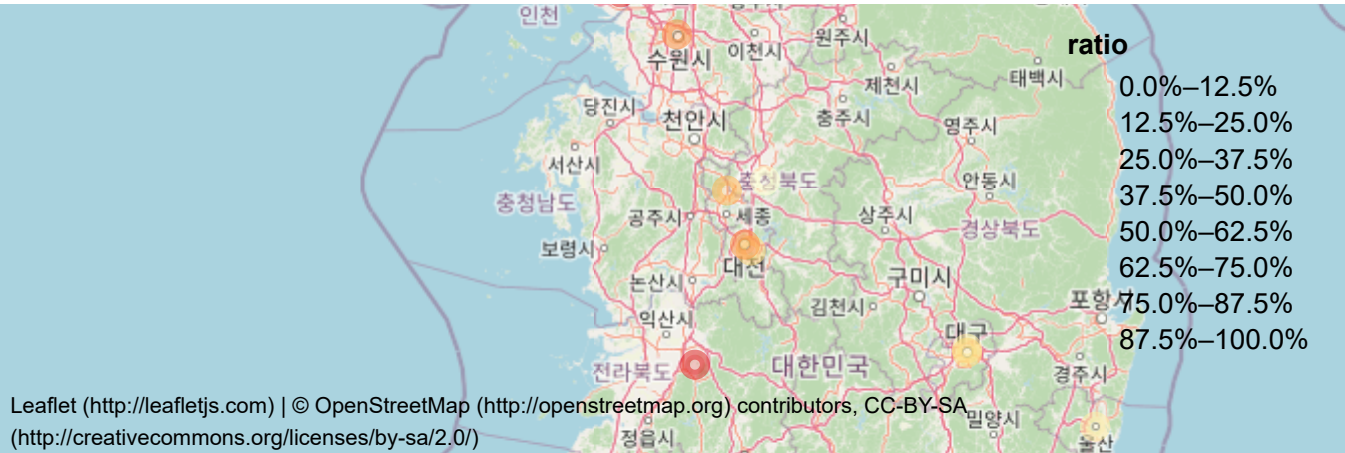 인천
수원시
이천시
원주시
ratio
제천시
태백시
0.0%–12.5%
당진시
천안시
충주시
영주시
12.5%–25.0%
서산시
25.0%–37.5%
충청북도
안동시
37.5%–50.0%
충청남도
공주시
세종
상주시
경상북도
50.0%–62.5%
보령시
대전
62.5%–75.0%
논산시
구미시
김천시
포항시
75.0%–87.5%
익산시
대구
87.5%–100.0%
전라북도
대한민국
경주시
Leaflet (http://leafletjs.com) | © OpenStreetMap (http://openstreetmap.org) contributors, CC-BY-SA
밀양시
(http://creativecommons.org/licenses/by-sa/2.0/)
정읍시
울산